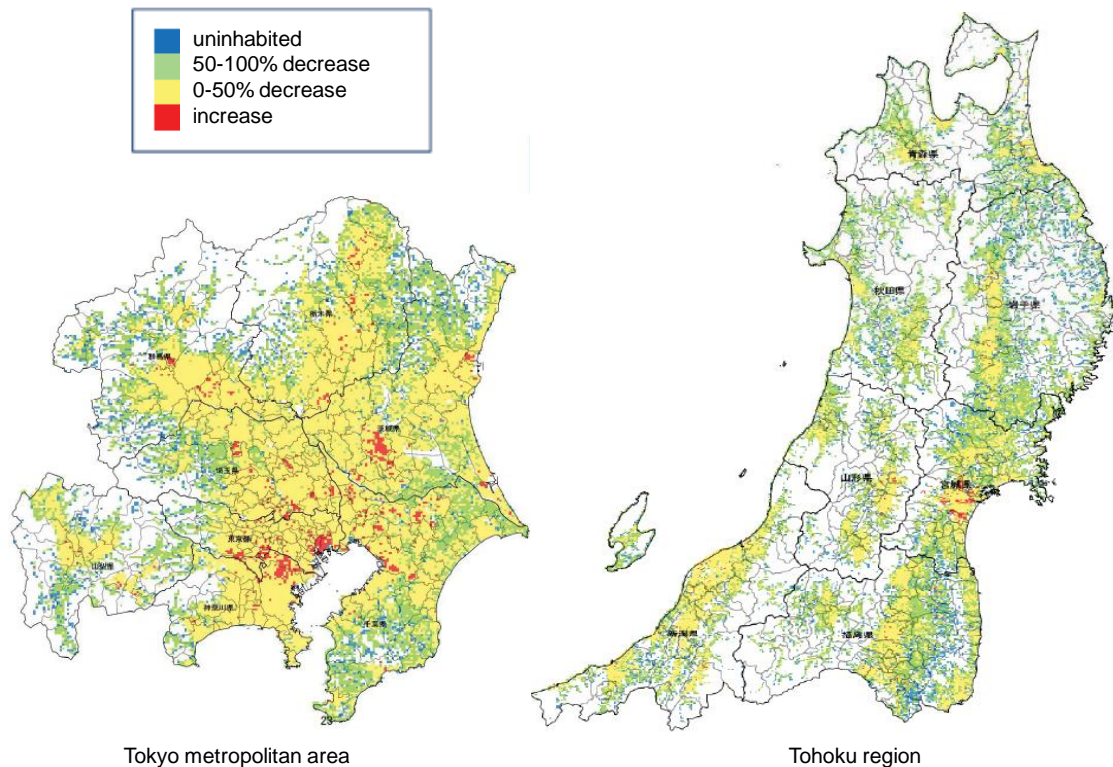 uninhabited
50-100% decrease
0-50% decrease
increase
青森県
秋田県
岩手県
山形県
宮城県
福島県
新潟県
栃木県
群馬県
茨城県
埼玉県
東京都
山梨県
神奈川県
千葉県
23
Tokyo metropolitan area
Tohoku region